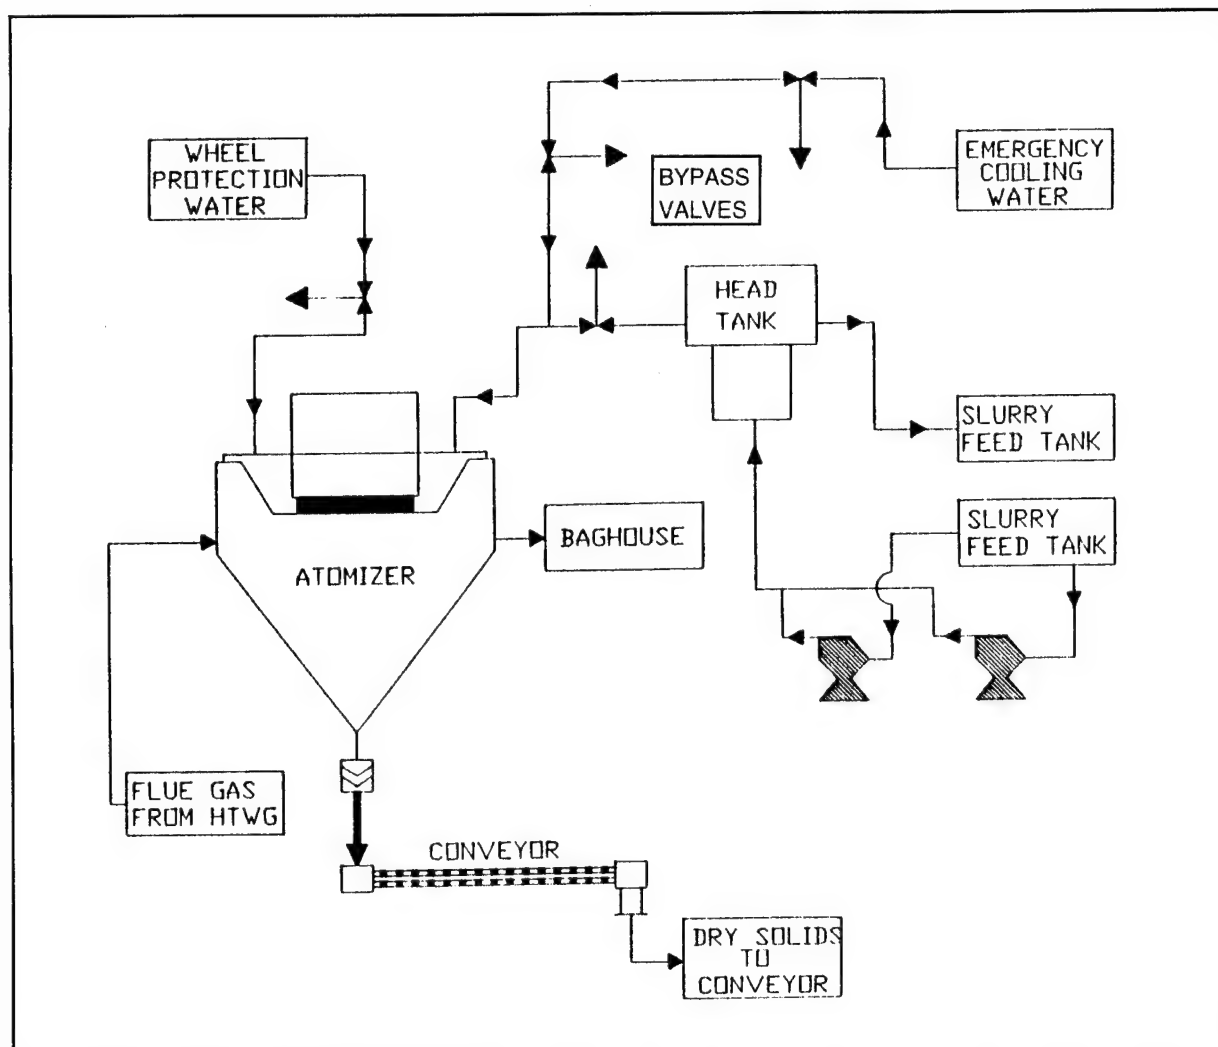 WHEEL
PROTECTION
WATER
BYPASS
VALVES
EMERGENCY
COOLING
WATER
HEAD
TANK
SLURRY
FEED TANK
SLURRY
FEED TANK
BAGHOUSE
ATOMIZER
FLUE GAS
FROM HTWG
CONVEYOR
DRY SOLIDS
TO
CONVEYOR